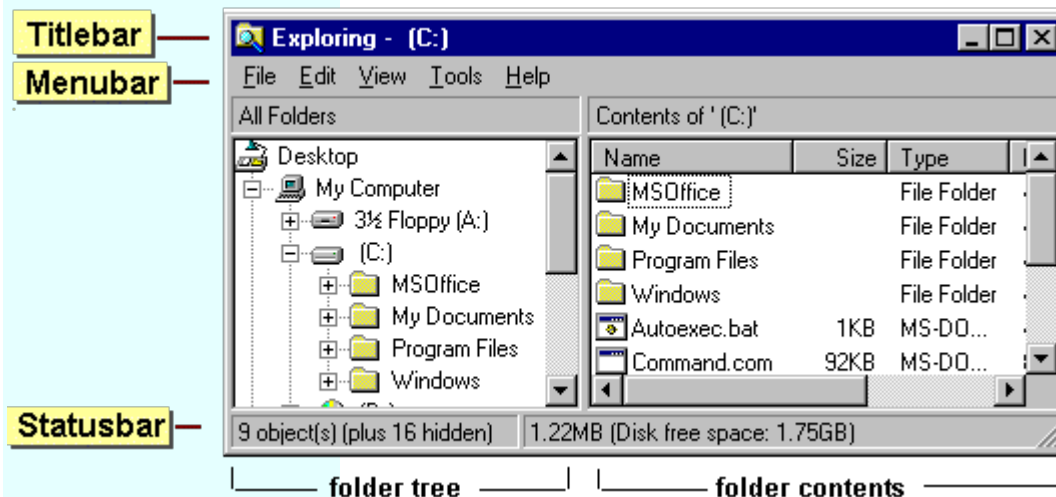 Titlebar
Exploring - (C:)
Menubar
File Edit View Tools Help
All Folders
Contents of ' (C:)'
Desktop
My Computer
3½ Floppy (A:)
(C:)
MSOffice
My Documents
Program Files
Windows
Name Size Type
MSOffice File Folder
My Documents File Folder
Program Files File Folder
Windows File Folder
Autoexec.bat 1KB MS-DO...
Command.com 92KB MS-DO...
Statusbar
9 object(s) (plus 16 hidden) 1.22MB (Disk free space: 1.75GB)
folder tree
folder contents